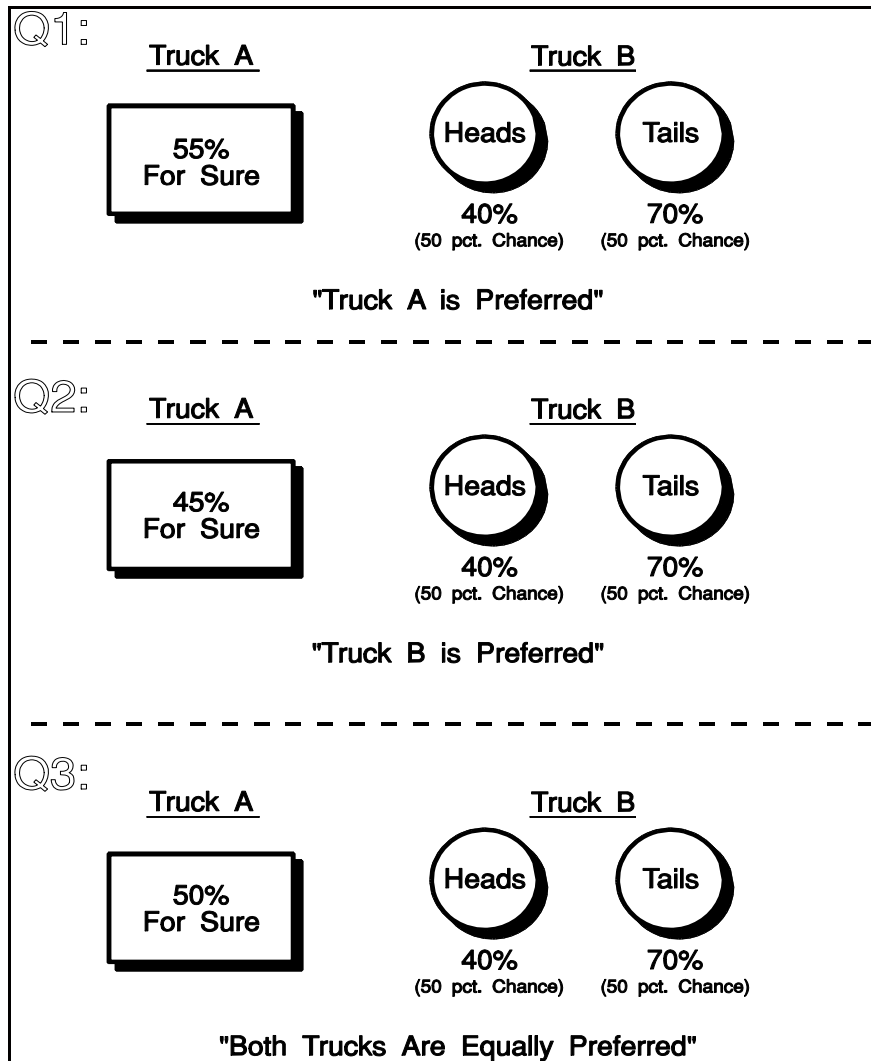 Q1:
Truck A Truck B
55%
For Sure
Heads Tails
40% 70%
(50 pct. Chance) (50 pct. Chance)
"Truck A is Preferred"
Q2:
Truck A Truck B
45%
For Sure
Heads Tails
40% 70%
(50 pct. Chance) (50 pct. Chance)
"Truck B is Preferred"
Q3:
Truck A Truck B
50%
For Sure
Heads Tails
40% 70%
(50 pct. Chance) (50 pct. Chance)
"Both Trucks Are Equally Preferred"